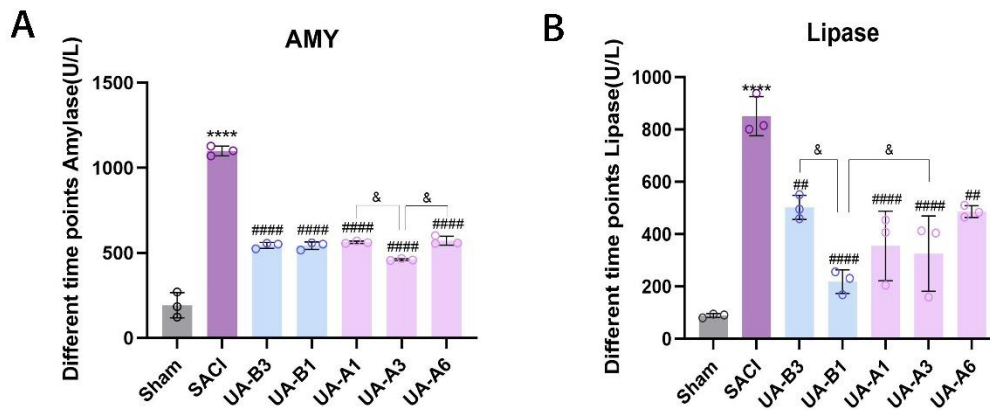 A
AMY
Different time points Amylase(U/L)
1500
1000
500
0
****
####
####
####
####
####
&
&
Sham
SACI
UA-B3
UA-B1
UA-A1
UA-A3
UA-A6
B
Lipase
Different time points Lipase(U/L)
1000
800
600
400
200
0
****
##
####
####
####
##
&
&
Sham
SACI
UA-B3
UA-B1
UA-A1
UA-A3
UA-A6